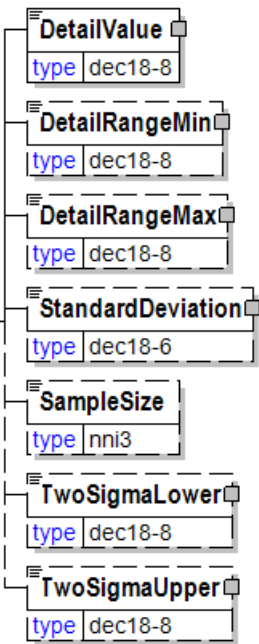 DetailValue
type dec18-8
DetailRangeMin
type dec18-8
DetailRangeMax
type dec18-8
StandardDeviation
type dec18-6
SampleSize
type nni3
TwoSigmaLower
type dec18-8
TwoSigmaUpper
type dec18-8